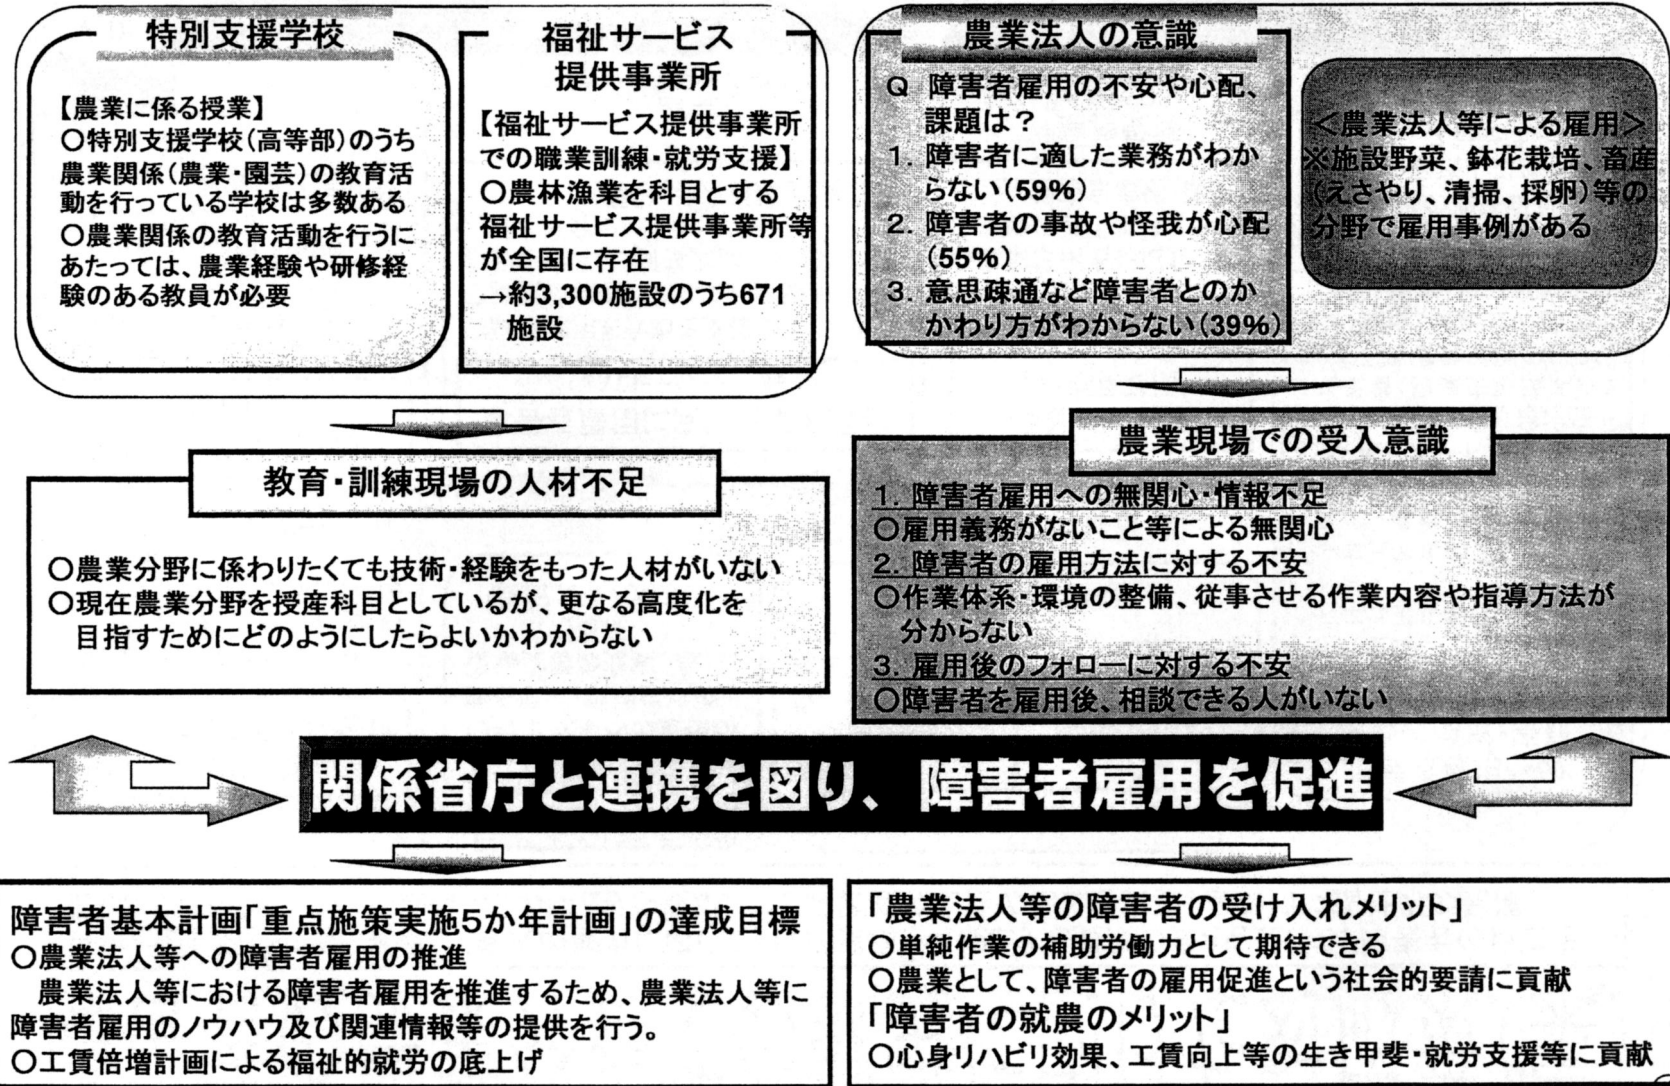 特別支援学校
【農業に係る授業】
○特別支援学校(高等部)のうち
農業関係(農業・園芸)の教育活
動を行っている学校は多数ある
○農業関係の教育活動を行うに
あたっては、農業経験や研修経
験のある教員が必要
福祉サービス
提供事業所
【福祉サービス提供事業所
での職業訓練・就労支援】
○農林漁業を科目とする
福祉サービス提供事業所等
が全国に存在
→約3,300施設のうち671
施設
農業法人の意識
Q 障害者雇用の不安や心配、
課題は？
1. 障害者に適した業務がわか
らない(59%)
2. 障害者の事故や怪我が心配
(55%)
3. 意思疎通など障害者とのか
かわり方がわからない(39%)
＜農業法人等による雇用＞
※施設野菜、鉢花栽培、畜産
(えさやり、清掃、採卵)等の
分野で雇用事例がある
教育・訓練現場の人材不足
○農業分野に係わりたくても技術・経験をもった人材がいない
○現在農業分野を授産科目としているが、更なる高度化を
目指すためにどのようにしたらよいかわからない
農業現場での受入意識
1. 障害者雇用への無関心・情報不足
○雇用義務がないこと等による無関心
2. 障害者の雇用方法に対する不安
○作業体系・環境の整備、従事させる作業内容や指導方法が
分からない
3. 雇用後のフォローに対する不安
○障害者を雇用後、相談できる人がいない
関係省庁と連携を図り、障害者雇用を促進
障害者基本計画「重点施策実施5か年計画」の達成目標
○農業法人等への障害者雇用の推進
農業法人等における障害者雇用を推進するため、農業法人等に
障害者雇用のノウハウ及び関連情報等の提供を行う。
○工賃倍増計画による福祉的就労の底上げ
「農業法人等の障害者の受け入れメリット」
○単純作業の補助労働力として期待できる
○農業として、障害者の雇用促進という社会的要請に貢献
「障害者の就農のメリット」
○心身リハビリ効果、工賃向上等の生き甲斐・就労支援等に貢献